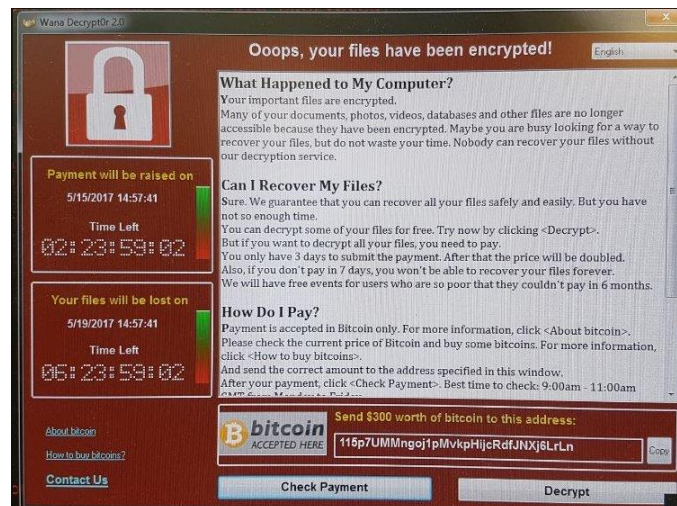 Wana Decrypt0r 2.0
Ooops, your files have been encrypted!
English
What Happened to My Computer?
Your important files are encrypted.
Many of your documents, photos, videos, databases and other files are no longer
accessible because they have been encrypted. Maybe you are busy looking for a way to
recover your files, but do not waste your time. Nobody can recover your files without
our decryption service.
Can I Recover My Files?
Sure. We guarantee that you can recover all your files safely and easily. But you have
not so enough time.
You can decrypt some of your files for free. Try now by clicking <Decrypt>.
But if you want to decrypt all your files, you need to pay.
You only have 3 days to submit the payment. After that the price will be doubled.
Also, if you don't pay in 7 days, you won't be able to recover your files forever.
We will have free events for users who are so poor that they couldn't pay in 6 months.
How Do I Pay?
Payment is accepted in Bitcoin only. For more information, click <About bitcoin>.
Please check the current price of Bitcoin and buy some bitcoins. For more information,
click <How to buy bitcoins>.
And send the correct amount to the address specified in this window.
After your payment, click <Check Payment>. Best time to check: 9:00am - 11:00am
GMT from Monday to Friday
Payment will be raised on
5/15/2017 14:57:41
Time Left
02:23:59:02
Your files will be lost on
5/19/2017 14:57:41
Time Left
06:23:59:02
About bitcoin
How to buy bitcoins?
Contact Us
bitcoin
ACCEPTED HERE
Send $300 worth of bitcoin to this address:
115p7UMMngoj1pMvkpHijcRdfJNXj6LrLn
Copy
Check Payment
Decrypt